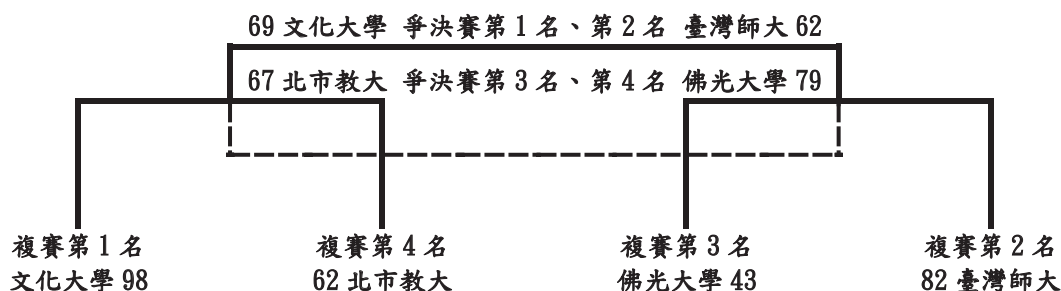 69 文化大學 爭決賽第 1 名、第 2 名 臺灣師大 62
67 北市教大 爭決賽第 3 名、第 4 名 佛光大學 79
複賽第 1 名 複賽第 4 名 複賽第 3 名 複賽第 2 名
文化大學 98 62 北市教大 佛光大學 43 82 臺灣師大